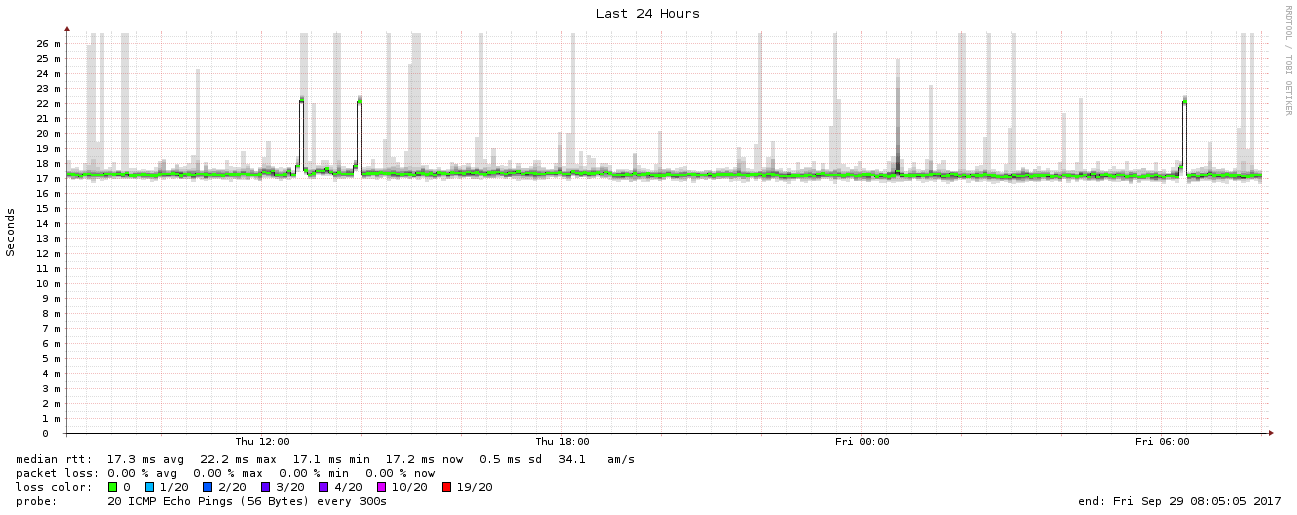 Last 24 Hours
RRDTOOL / TOBI OETIKER
Seconds
26 m
25 m
24 m
23 m
22 m
21 m
20 m
19 m
18 m
17 m
16 m
15 m
14 m
13 m
12 m
11 m
10 m
9 m
8 m
7 m
6 m
5 m
4 m
3 m
2 m
1 m
0
Thu 12:00 Thu 18:00 Fri 00:00 Fri 06:00
median rtt: 17.3 ms avg 22.2 ms max 17.1 ms min 17.2 ms now 0.5 ms sd 34.1 am/s
packet loss: 0.00 % avg 0.00 % max 0.00 % min 0.00 % now
loss color: 0 1/20 2/20 3/20 4/20 10/20 19/20
probe: 20 ICMP Echo Pings (56 Bytes) every 300s end: Fri Sep 29 08:05:05 2017